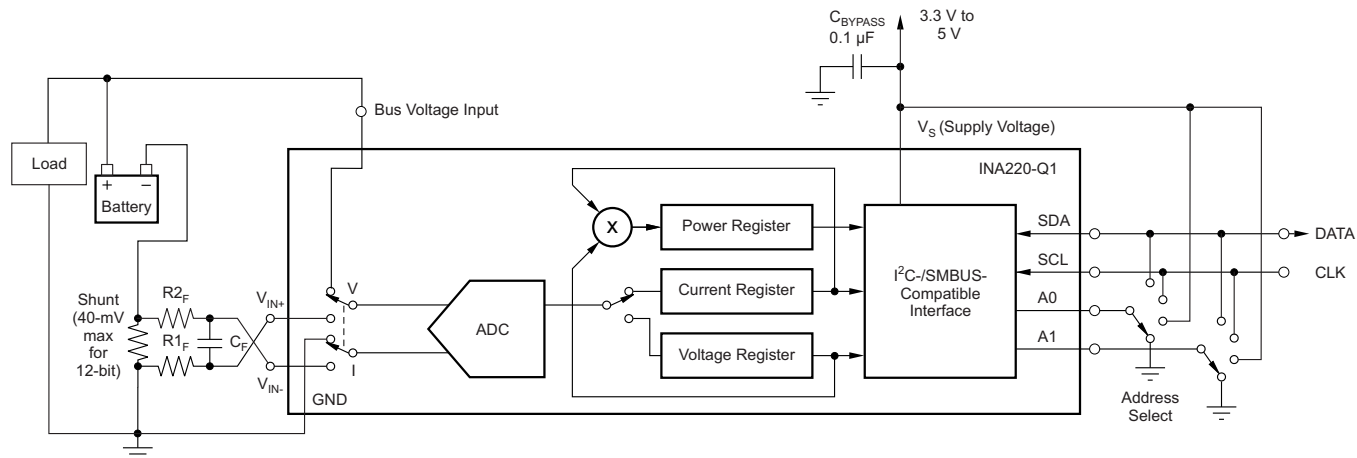 C_BYPASS
0.1 µF
3.3 V to
5 V
Bus Voltage Input
V_S (Supply Voltage)
INA220-Q1
Load
+
–
Battery
Power Register
X
SDA
DATA
SCL
CLK
I²C-/SMBUS-
Compatible
Interface
V
Current Register
ADC
A0
R2_F
V_IN+
Shunt
(40-mV
max
for
12-bit)
R1_F
C_F
Voltage Register
A1
I
V_IN-
GND
Address
Select